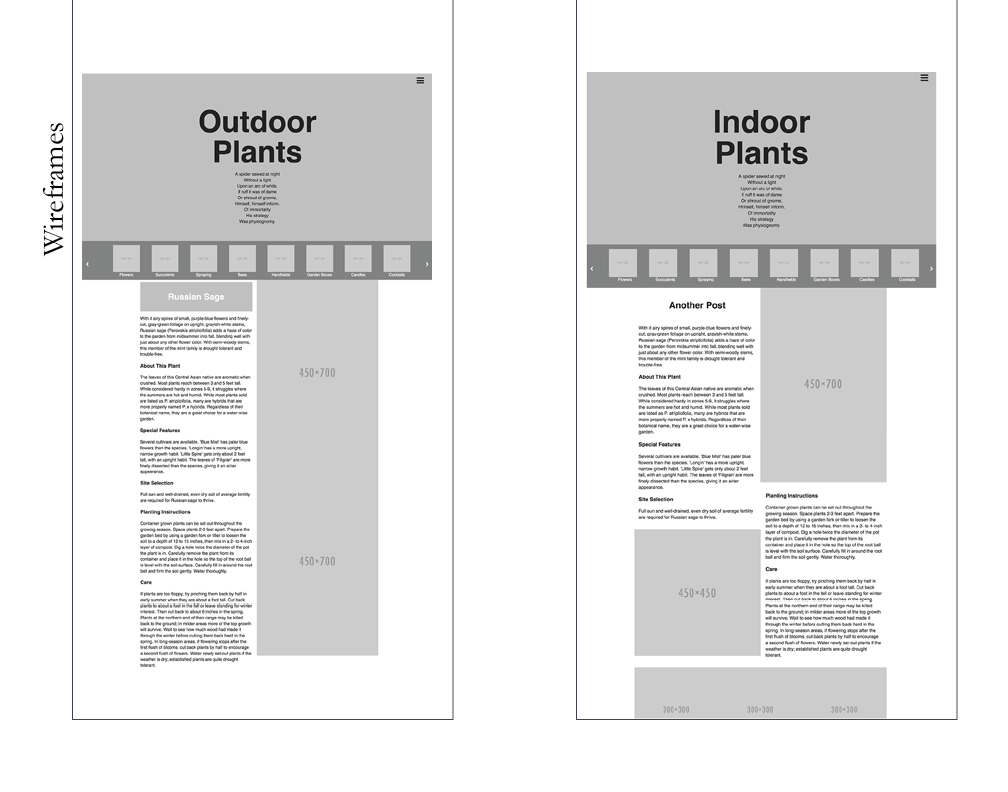 Wireframes
Outdoor
Plants
A spider sewed at night
Without a light
Upon an arc of white.
If ruff it was of dame
Or shroud of gnome,
Himself, himself inform.
Of immortality
His strategy
Was physiognomy.
‹
Flowers
Succulents
Spraying
Bees
Handhelds
Garden Boxes
Candles
Cocktails
›
Russian Sage
With it airy spires of small, purple-blue flowers and finely-
cut, gray-green foliage on upright, grayish-white stems,
Russian sage (Perovskia atriplicifolia) adds a haze of color
to the garden from midsummer into fall, blending well with
just about any other flower color. With semi-woody stems,
this member of the mint family is drought tolerant and
trouble-free.
About This Plant
The leaves of this Central Asian native are aromatic when
crushed. Most plants reach between 3 and 5 feet tall.
While considered hardy in zones 5-9, it struggles where
the summers are hot and humid. While most plants sold
are listed as P. atriplicifolia, many are hybrids that are
more properly named P. x hybrida. Regardless of their
botanical name, they are a great choice for a water-wise
garden.
Special Features
Several cultivars are available. 'Blue Mist' has paler blue
flowers than the species. 'Longin' has a more upright,
narrow growth habit. 'Little Spire' gets only about 2 feet
tall, with an upright habit. The leaves of 'Filigran' are more
finely dissected than the species, giving it an airier
appearance.
Site Selection
Full sun and well-drained, even dry soil of average fertility
are required for Russian sage to thrive.
Planting Instructions
Container grown plants can be set out throughout the
growing season. Space plants 2-3 feet apart. Prepare the
garden bed by using a garden fork or tiller to loosen the
soil to a depth of 12 to 15 inches, then mix in a 2- to 4-inch
layer of compost. Dig a hole twice the diameter of the pot
the plant is in. Carefully remove the plant from its
container and place it in the hole so the top of the root ball
is level with the soil surface. Carefully fill in around the root
ball and firm the soil gently. Water thoroughly.
Care
If plants are too floppy, try pinching them back by half in
early summer when they are about a foot tall. Cut back
plants to about a foot in the fall or leave standing for winter
interest. Then cut back to about 6 inches in the spring.
Plants at the northern end of their range may be killed
back to the ground; in milder areas more of the top growth
will survive. Wait to see how much wood had made it
through the winter before cutting them back hard in the
spring. In long-season areas, if flowering stops after the
first flush of blooms, cut back plants by half to encourage
a second flush of flowers. Water newly set-out plants if the
weather is dry; established plants are quite drought
tolerant.
450×700
450×700
Indoor
Plants
A spider sewed at night
Without a light
Upon an arc of white.
If ruff it was of dame
Or shroud of gnome,
Himself, himself inform.
Of immortality
His strategy
Was physiognomy.
‹
Flowers
Succulents
Spraying
Bees
Handhelds
Garden Boxes
Candles
Cocktails
›
Another Post
With it airy spires of small, purple-blue flowers and finely-
cut, gray-green foliage on upright, grayish-white stems,
Russian sage (Perovskia atriplicifolia) adds a haze of color
to the garden from midsummer into fall, blending well with
just about any other flower color. With semi-woody stems,
this member of the mint family is drought tolerant and
trouble-free.
About This Plant
The leaves of this Central Asian native are aromatic when
crushed. Most plants reach between 3 and 5 feet tall.
While considered hardy in zones 5-9, it struggles where
the summers are hot and humid. While most plants sold
are listed as P. atriplicifolia, many are hybrids that are
more properly named P. x hybrida. Regardless of their
botanical name, they are a great choice for a water-wise
garden.
Special Features
Several cultivars are available. 'Blue Mist' has paler blue
flowers than the species. 'Longin' has a more upright,
narrow growth habit. 'Little Spire' gets only about 2 feet
tall, with an upright habit. The leaves of 'Filigran' are more
finely dissected than the species, giving it an airier
appearance.
Site Selection
Full sun and well-drained, even dry soil of average fertility
are required for Russian sage to thrive.
450×450
450×700
Planting Instructions
Container grown plants can be set out throughout the
growing season. Space plants 2-3 feet apart. Prepare the
garden bed by using a garden fork or tiller to loosen the
soil to a depth of 12 to 15 inches, then mix in a 2- to 4-inch
layer of compost. Dig a hole twice the diameter of the pot
the plant is in. Carefully remove the plant from its
container and place it in the hole so the top of the root ball
is level with the soil surface. Carefully fill in around the root
ball and firm the soil gently. Water thoroughly.
Care
If plants are too floppy, try pinching them back by half in
early summer when they are about a foot tall. Cut back
plants to about a foot in the fall or leave standing for winter
interest. Then cut back to about 6 inches in the spring.
Plants at the northern end of their range may be killed
back to the ground; in milder areas more of the top growth
will survive. Wait to see how much wood had made it
through the winter before cutting them back hard in the
spring. In long-season areas, if flowering stops after the
first flush of blooms, cut back plants by half to encourage
a second flush of flowers. Water newly set-out plants if the
weather is dry; established plants are quite drought
tolerant.
300×300
300×300
300×300